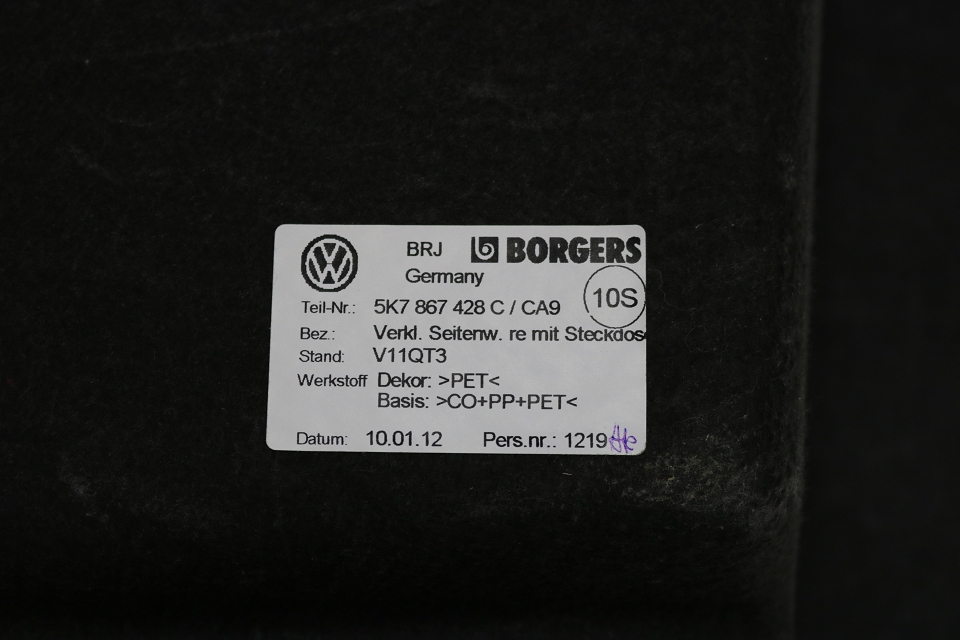 BRJ BORGERS
Germany
10S
Teil-Nr.: 5K7 867 428 C / CA9
Bez.: Verkl. Seitenw. re mit Steckdos
Stand: V11QT3
Werkstoff Dekor: >PET<
Basis: >CO+PP+PET<
Datum: 10.01.12 Pers.nr.: 1219